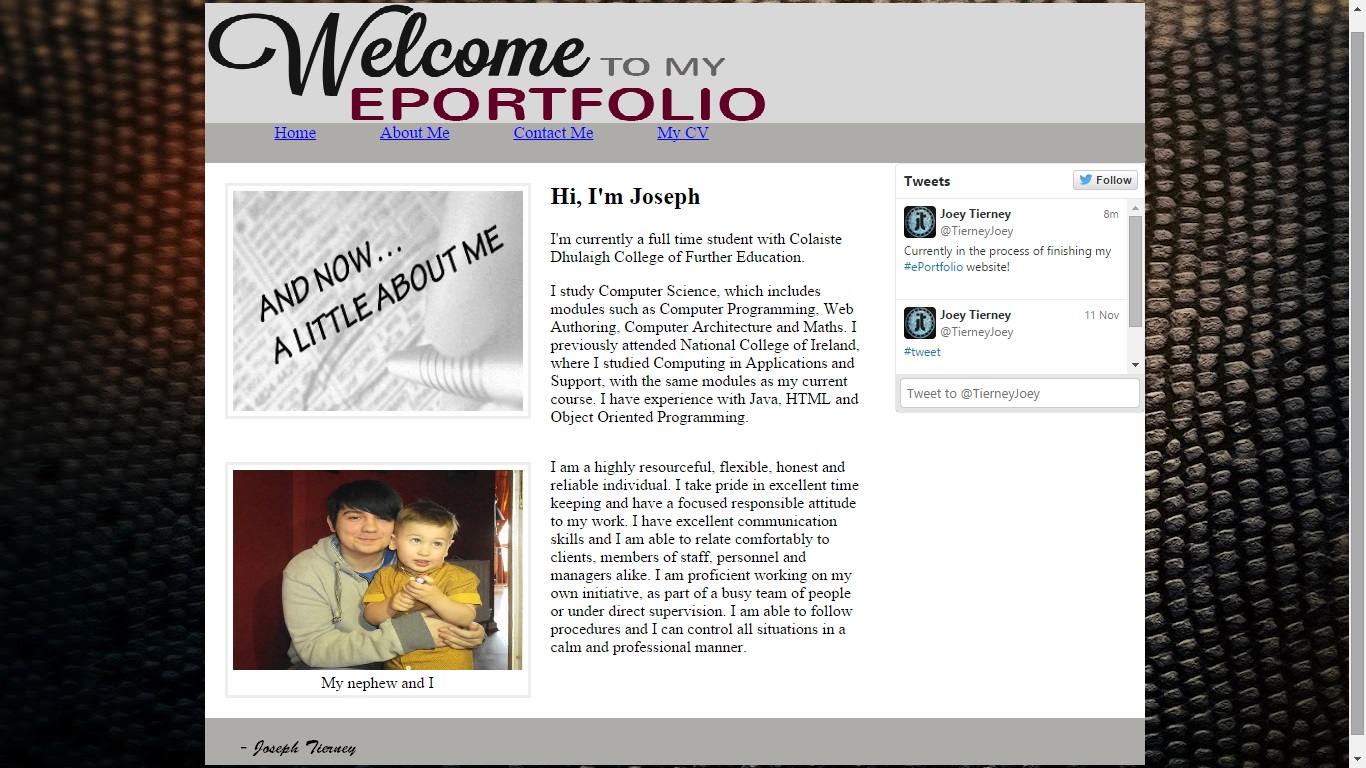 Welcome TO MY
EPORTFOLIO
Home About Me Contact Me My CV
AND NOW...
A LITTLE ABOUT ME
Hi, I'm Joseph
I'm currently a full time student with Colaiste
Dhulaigh College of Further Education.
I study Computer Science, which includes
modules such as Computer Programming, Web
Authoring, Computer Architecture and Maths. I
previously attended National College of Ireland,
where I studied Computing in Applications and
Support, with the same modules as my current
course. I have experience with Java, HTML and
Object Oriented Programming.
My nephew and I
I am a highly resourceful, flexible, honest and
reliable individual. I take pride in excellent time
keeping and have a focused responsible attitude
to my work. I have excellent communication
skills and I am able to relate comfortably to
clients, members of staff, personnel and
managers alike. I am proficient working on my
own initiative, as part of a busy team of people
or under direct supervision. I am able to follow
procedures and I can control all situations in a
calm and professional manner.
Tweets Follow
Joey Tierney 8m
@TierneyJoey
Currently in the process of finishing my
#ePortfolio website!
Joey Tierney 11 Nov
@TierneyJoey
#tweet
Tweet to @TierneyJoey
- Joseph Tierney